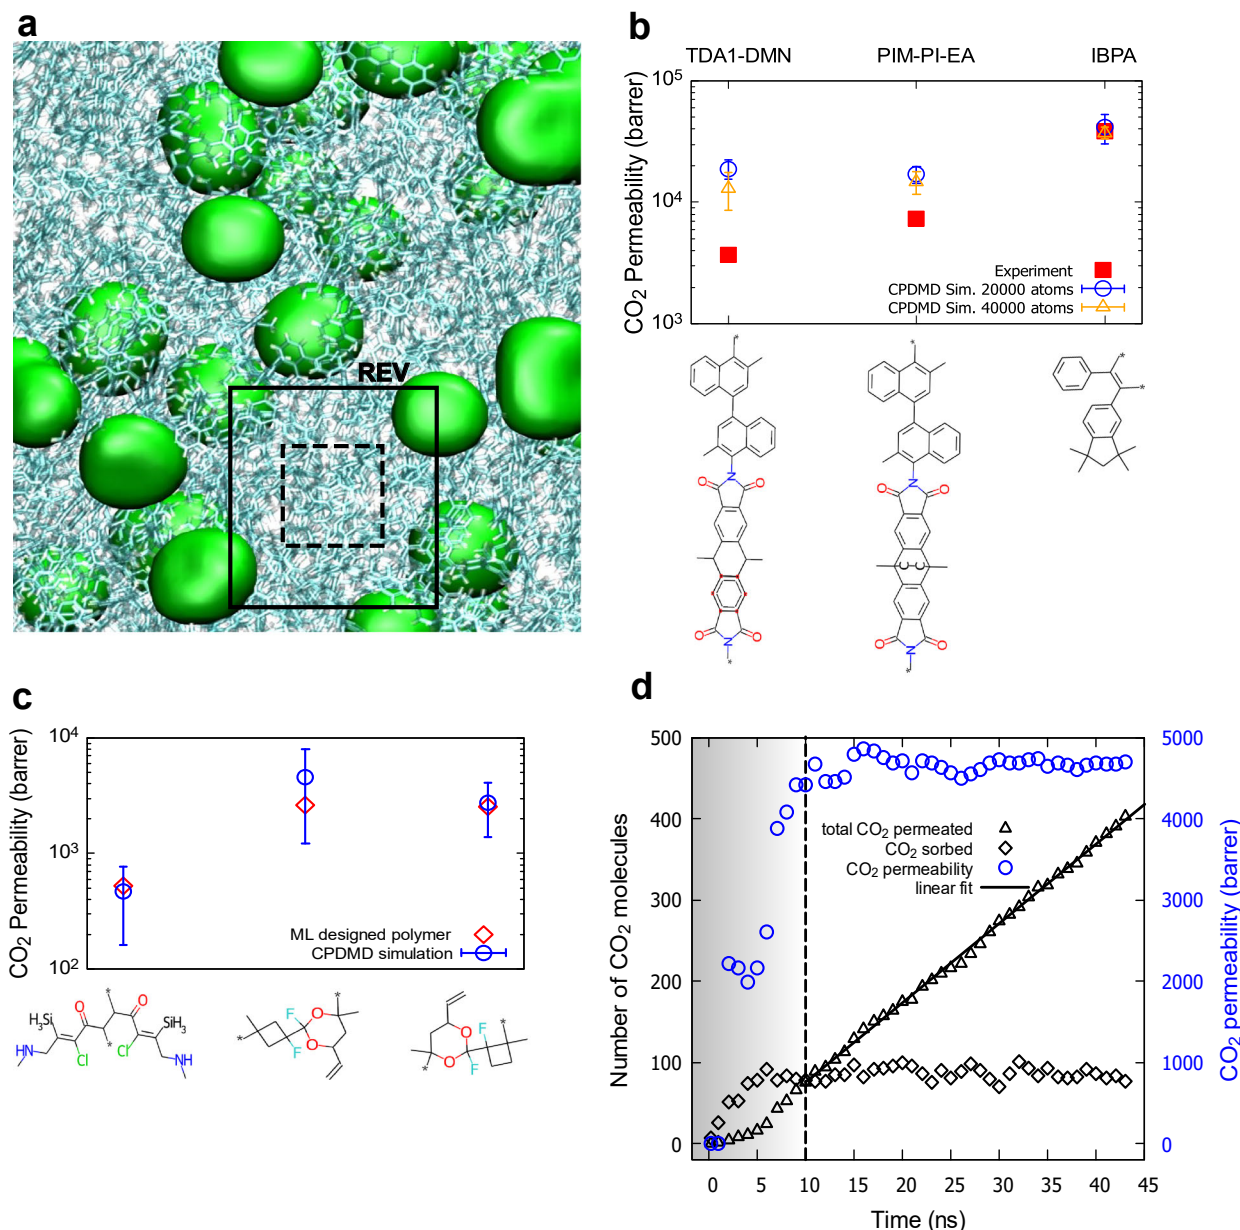 a
REV
b
TDA1-DMN PIM-PI-EA IBPA
10⁵
10⁴
10³
CO₂ Permeability (barrer)
Experiment
CPDMD Sim. 20000 atoms
CPDMD Sim. 40000 atoms
* * *
*
N
O O O O
C C
O O O O
N N
* *
c
10⁴
10³
10²
CO₂ Permeability (barrer)
ML designed polymer
CPDMD simulation
O * O
H₃Si SiH₃
HN Cl * Cl NH
* F O *
* F O
O F *
* O F
d
500 5000
400 4000
300 3000
200 2000
100 1000
0 0
Number of CO₂ molecules
CO₂ permeability (barrer)
total CO₂ permeated
CO₂ sorbed
CO₂ permeability
linear fit
0 5 10 15 20 25 30 35 40 45
Time (ns)